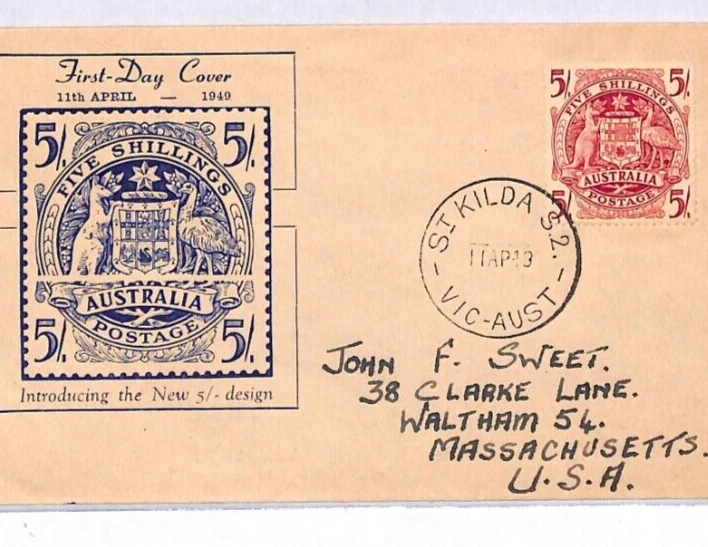 First-Day Cover
11th APRIL — 1949
5/. 5/.
FIVE SHILLINGS
AUSTRALIA
POSTAGE
5/. 5/.
Introducing the New 5/- design
5/. 5/.
FIVE SHILLINGS
AUSTRALIA
POSTAGE
5/. 5/.
ST KILDA S.2.
11AP49
VIC-AUST
JOHN F. SWEET.
38 CLARKE LANE.
WALTHAM 54.
MASSACHUSETTS.
U.S.A.